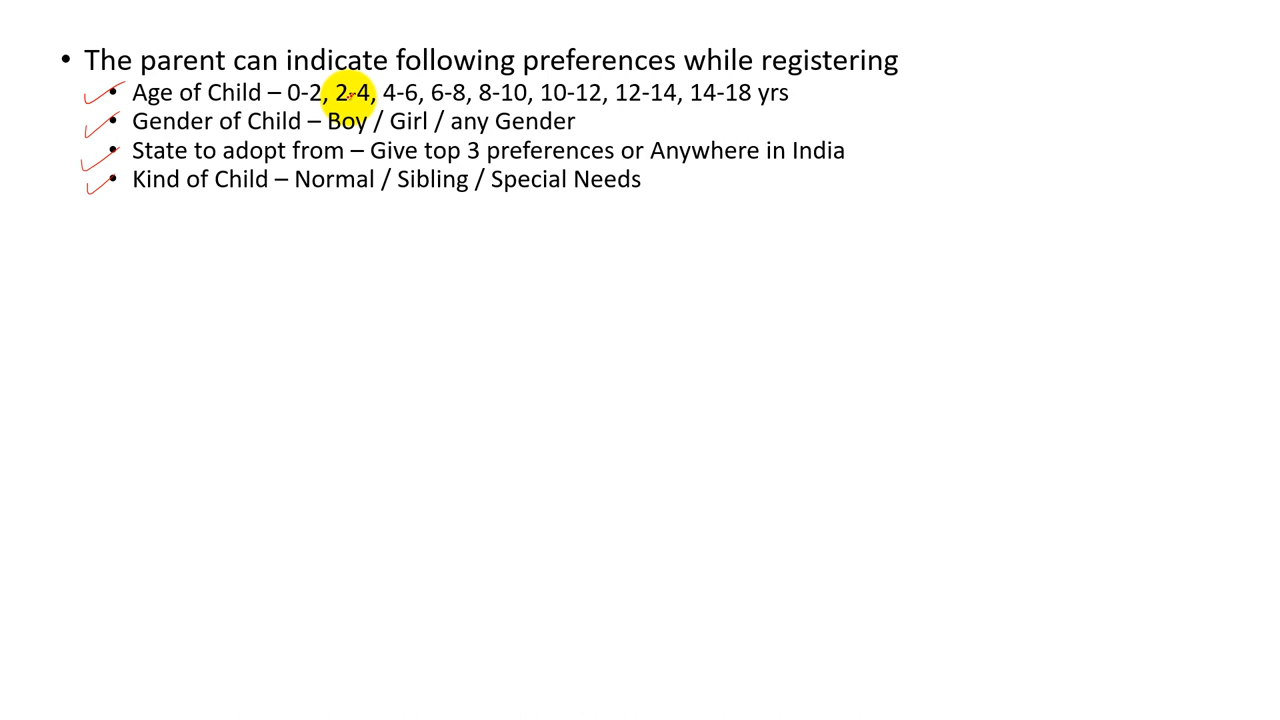 • The parent can indicate following preferences while registering
• Age of Child – 0-2, 2-4, 4-6, 6-8, 8-10, 10-12, 12-14, 14-18 yrs
• Gender of Child – Boy / Girl / any Gender
• State to adopt from – Give top 3 preferences or Anywhere in India
• Kind of Child – Normal / Sibling / Special Needs